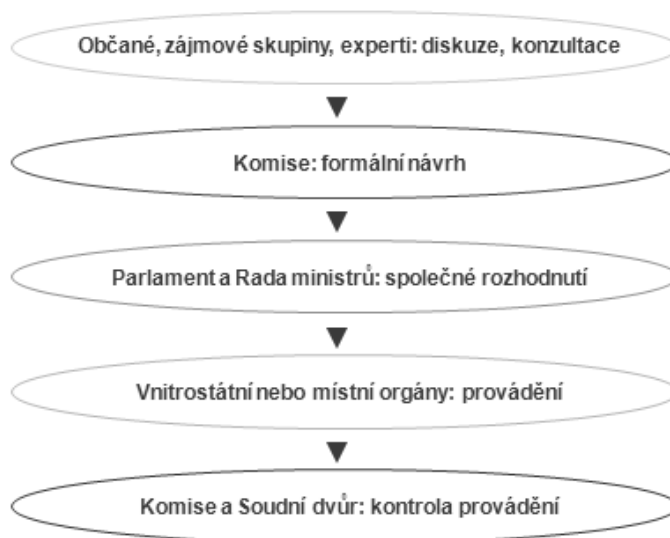 Občané, zájmové skupiny, experti: diskuze, konzultace
Komise: formální návrh
Parlament a Rada ministrů: společné rozhodnutí
Vnitrostátní nebo místní orgány: provádění
Komise a Soudní dvůr: kontrola provádění